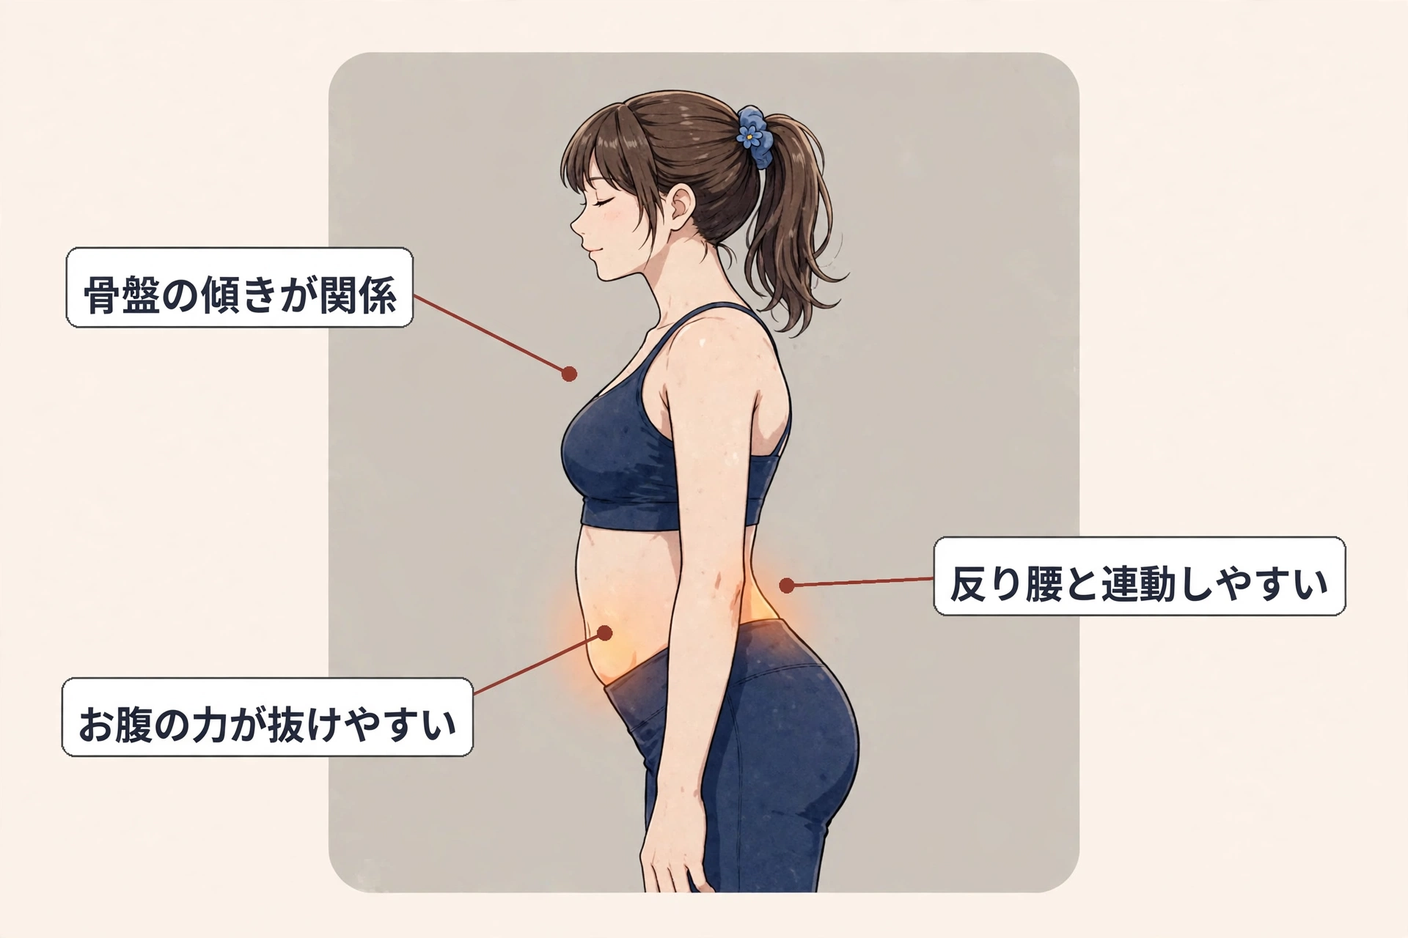 骨盤の傾きが関係
反り腰と連動しやすい
お腹の力が抜けやすい